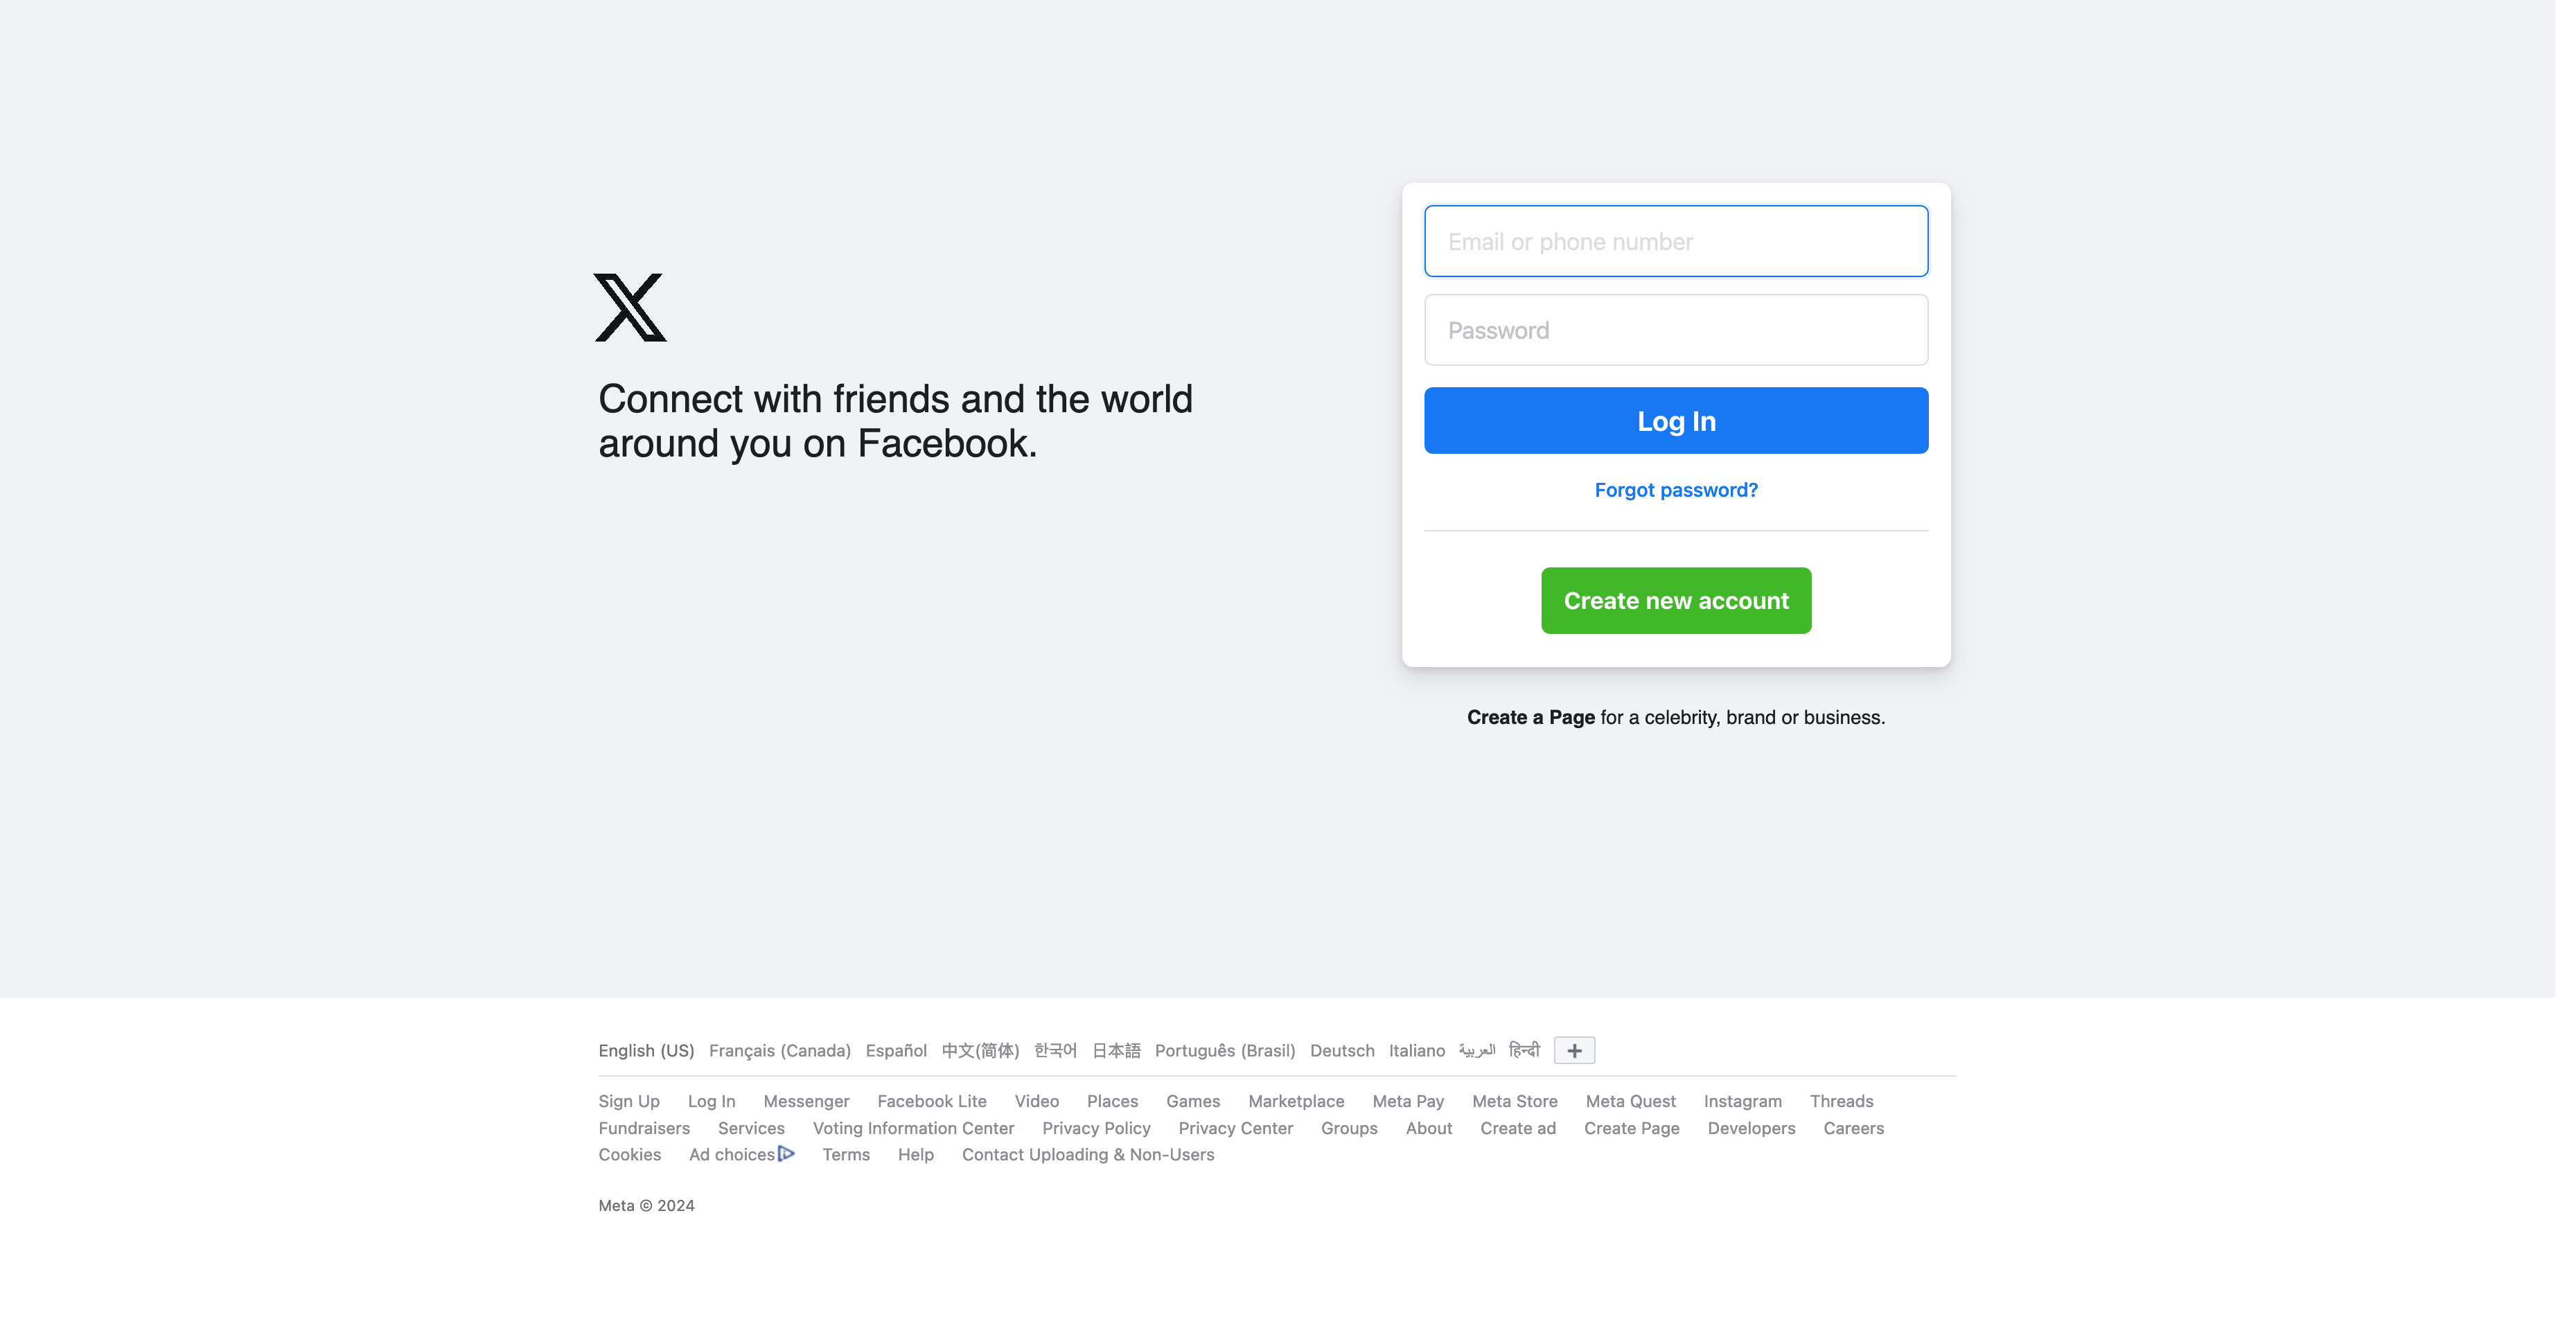 X
Connect with friends and the world
around you on Facebook.
Email or phone number
Password
Log In
Forgot password?
Create new account
Create a Page for a celebrity, brand or business.
English (US) Français (Canada) Español 中文(简体) 한국어 日本語 Português (Brasil) Deutsch Italiano العربية हिन्दी +
Sign Up Log In Messenger Facebook Lite Video Places Games Marketplace Meta Pay Meta Store Meta Quest Instagram Threads
Fundraisers Services Voting Information Center Privacy Policy Privacy Center Groups About Create ad Create Page Developers Careers
Cookies Ad choices Terms Help Contact Uploading & Non-Users
Meta © 2024